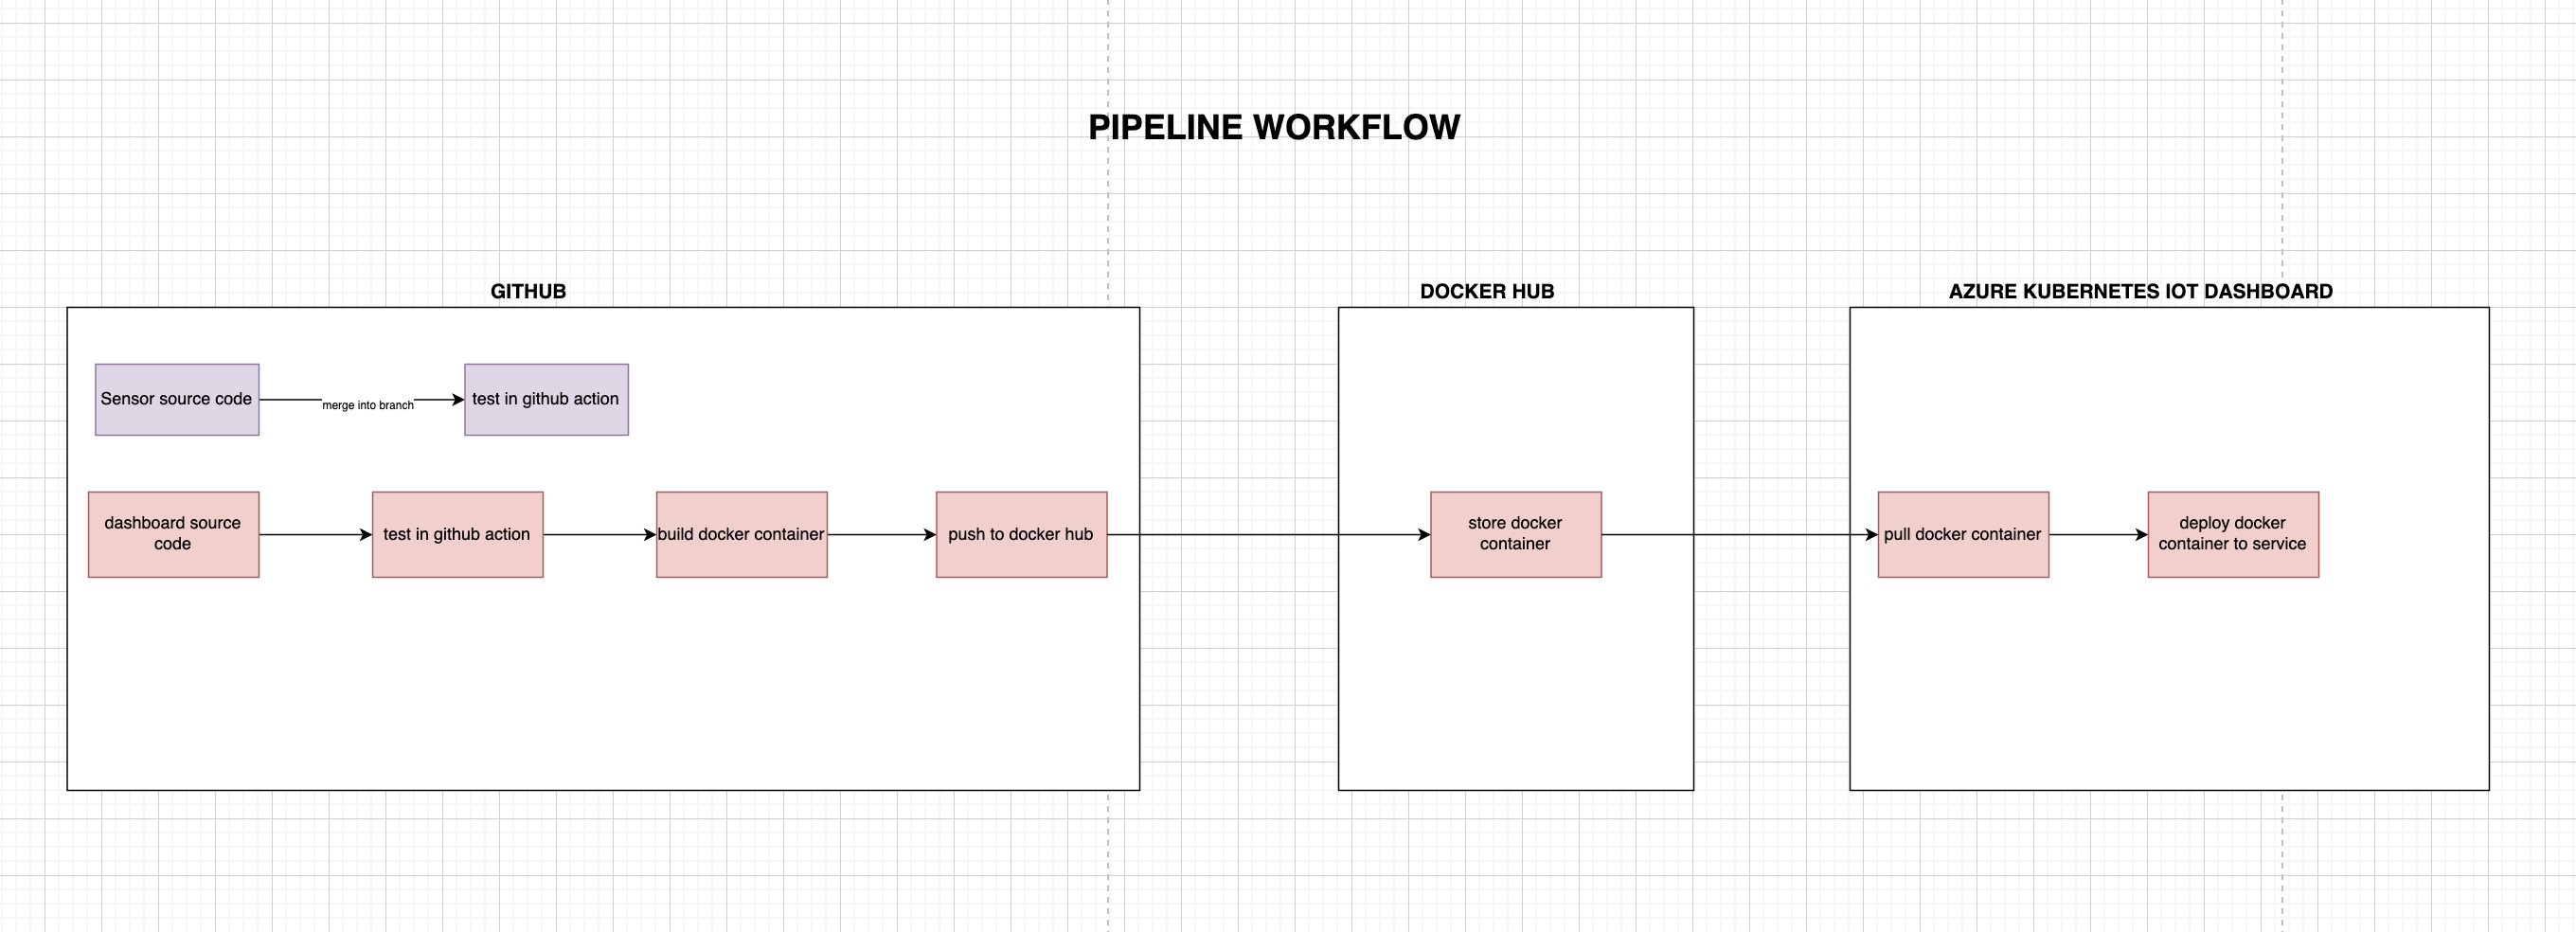 PIPELINE WORKFLOW
GITHUB
DOCKER HUB
AZURE KUBERNETES IOT DASHBOARD
Sensor source code
merge into branch
test in github action
dashboard source
code
test in github action
build docker container
push to docker hub
store docker
container
pull docker container
deploy docker
container to service